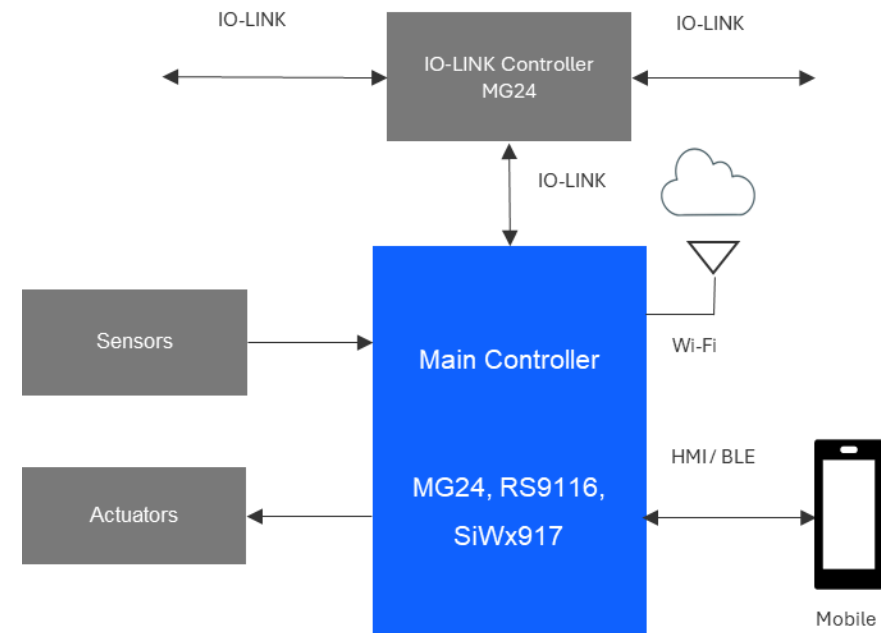 IO-LINK
IO-LINK
IO-LINK Controller
MG24
IO-LINK
Sensors
Main Controller
Wi-Fi
HMI / BLE
MG24, RS9116,
SiWx917
Actuators
Mobile